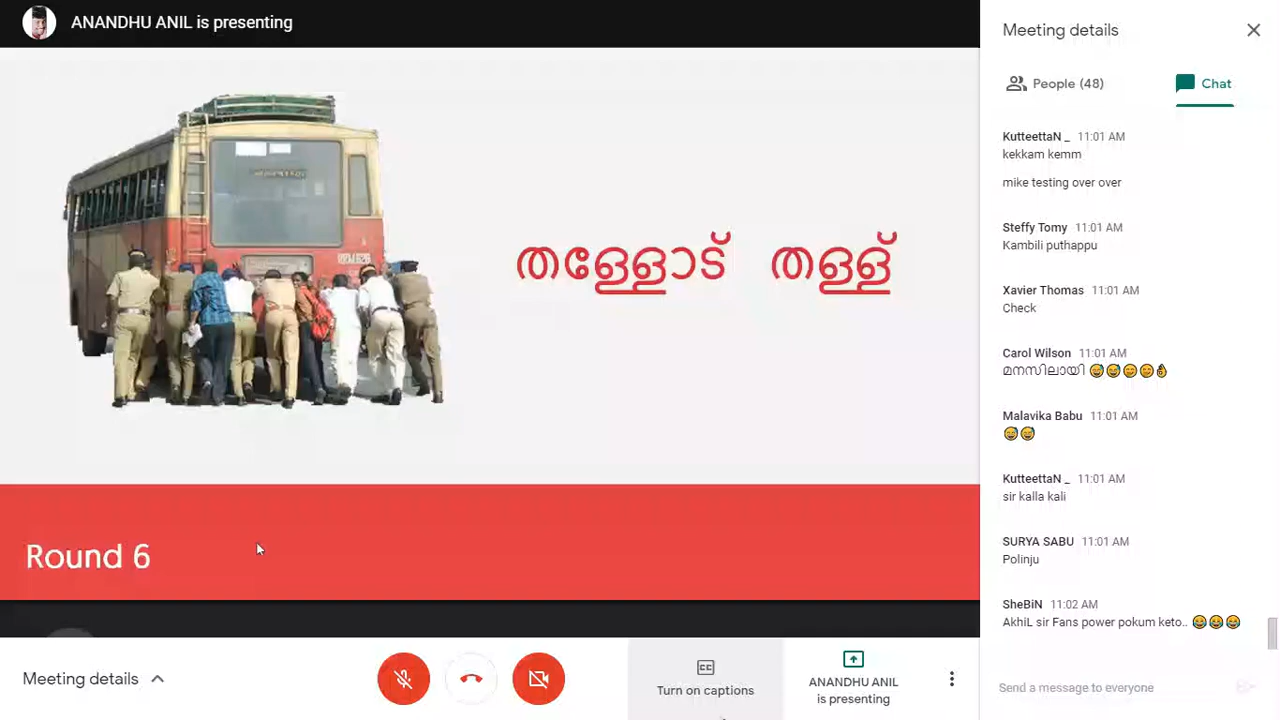 ANANDHU ANIL is presenting
തള്ളോട് തള്ള്
Round 6
Meeting details
People (48)
Chat
KutteettaN _ 11:01 AM
kekkam kemm
mike testing over over
Steffy Tomy 11:01 AM
Kambili puthappu
Xavier Thomas 11:01 AM
Check
Carol Wilson 11:01 AM
മനസിലായി 😅😅😊😊👌
Malavika Babu 11:01 AM
😅😅
KutteettaN _ 11:01 AM
sir kalla kali
SURYA SABU 11:01 AM
Polinju
SheBiN 11:02 AM
AkhiL sir Fans power pokum keto.. 😂😂😂
Send a message to everyone
Meeting details
Turn on captions
ANANDHU ANIL
is presenting